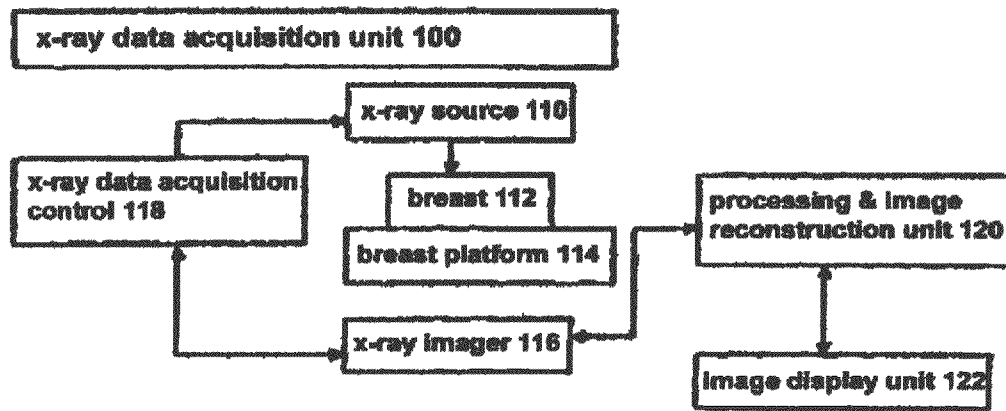 x-ray data acquisition unit 100
x-ray source 110
x-ray data acquisition
control 118
breast 112
processing & image
reconstruction unit 120
breast platform 114
x-ray imager 116
image display unit 122